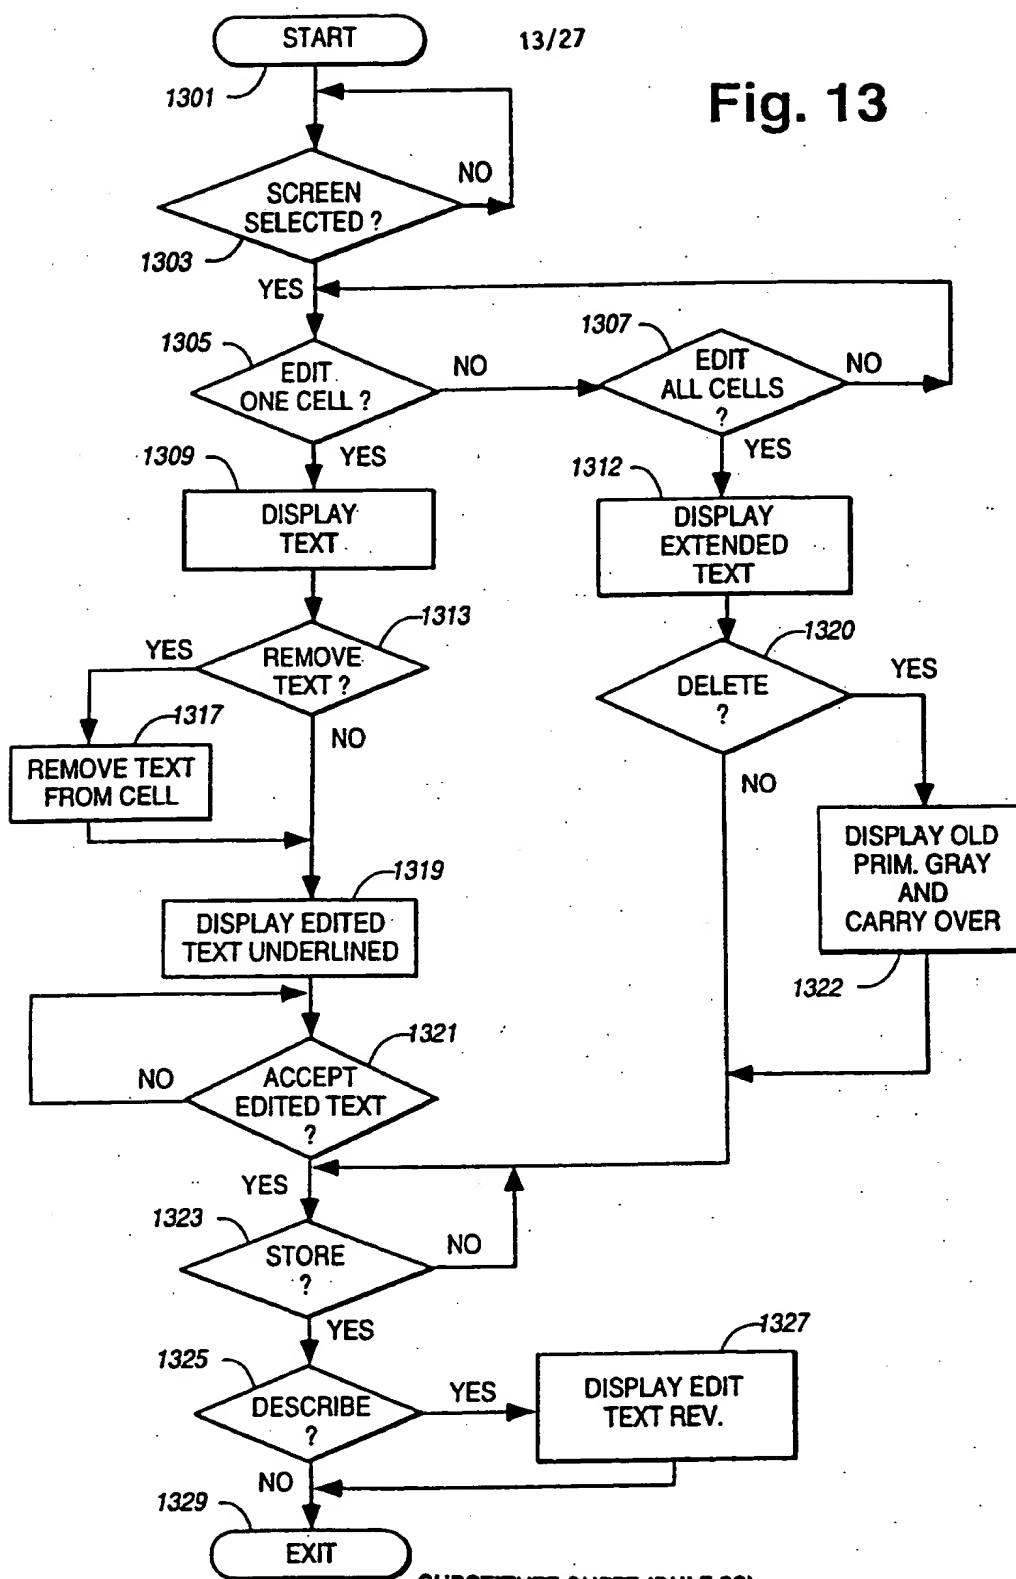 START
13/27
1301
Fig. 13
NO
SCREEN
SELECTED ?
1303
YES
1305
EDIT
ONE CELL ?
NO
1307
EDIT
ALL CELLS
?
NO
YES
YES
1309
DISPLAY
TEXT
1312
DISPLAY
EXTENDED
TEXT
1313
YES
REMOVE
TEXT ?
NO
1320
DELETE
?
YES
NO
1317
REMOVE TEXT
FROM CELL
DISPLAY OLD
PRIM. GRAY
AND
CARRY OVER
1322
1319
DISPLAY EDITED
TEXT UNDERLINED
1321
NO
ACCEPT
EDITED TEXT
?
YES
1323
STORE
?
NO
YES
1325
DESCRIBE
?
YES
1327
DISPLAY EDIT
TEXT REV.
NO
1329
EXIT